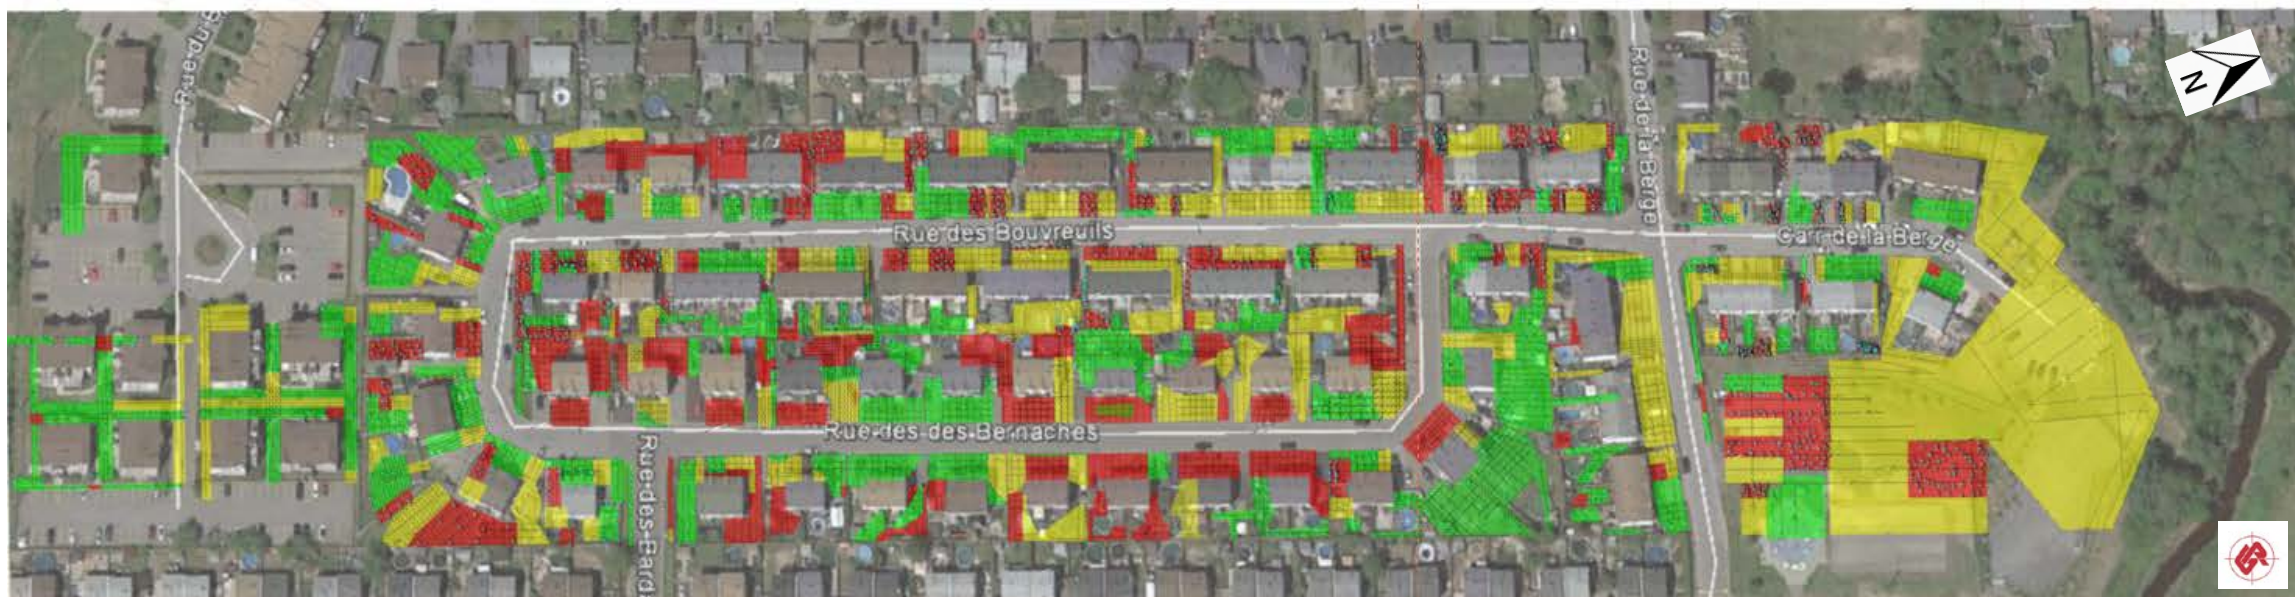 Rue du
N
Rue de la Berge
Rue des Bouvreuils
Carr de la Berge
Rue des des Bernaches
Rue des